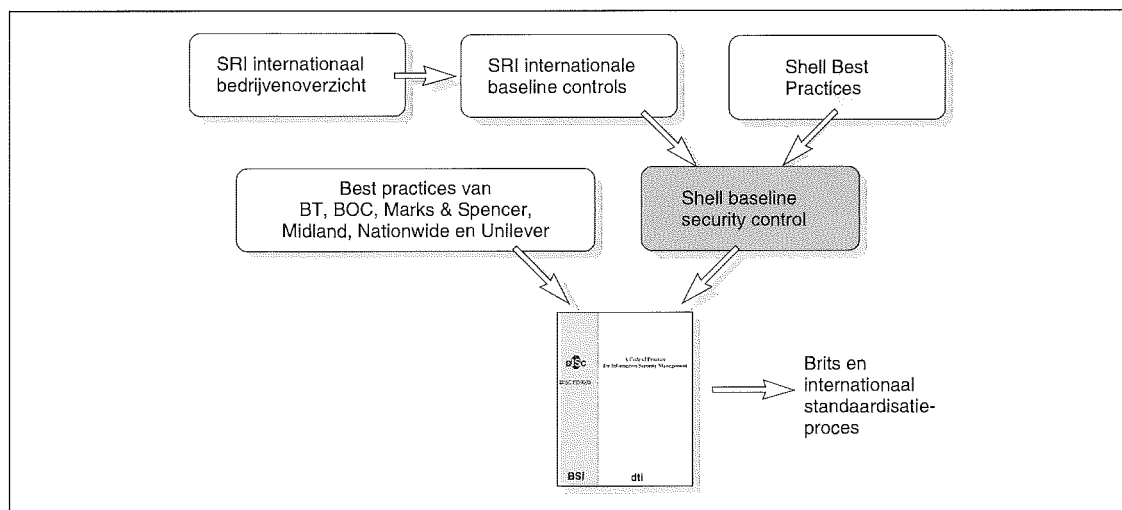 SRI internationaal
bedrijvenoverzicht
SRI internationale
baseline controls
Shell Best
Practices
Best practices van
BT, BOC, Marks & Spencer,
Midland, Nationwide en Unilever
Shell baseline
security control
DISC
A Code of Practice
for Information Security Management
BSI
dti
Brits en
internationaal
standaardisatie-
proces